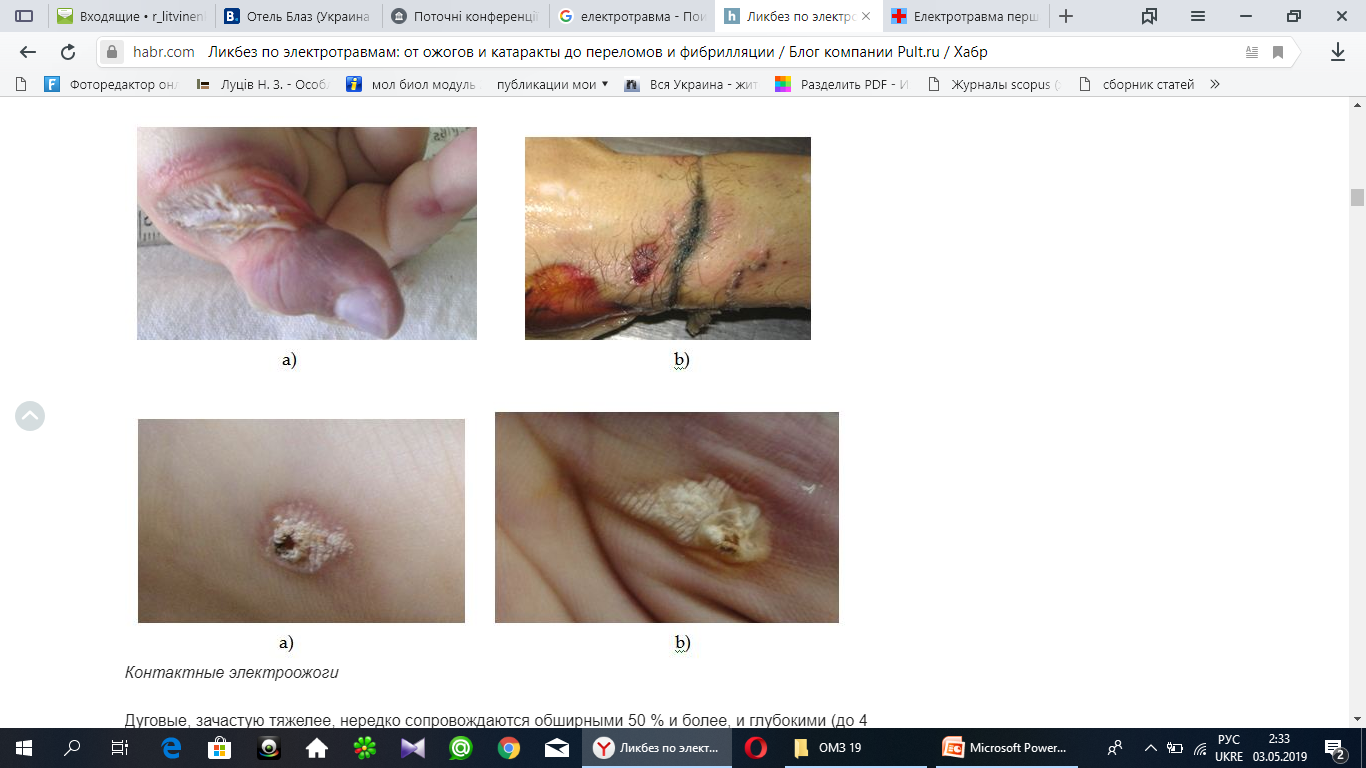 Входящие • r_litvinen
Отель Блаз (Украина
Поточні конференції
електротравма - Пои
Ликбез по электро
Електротравма перш
habr.com Ликбез по электротравмам: от ожогов и катаракты до переломов и фибрилляции / Блог компании Pult.ru / Хабр
Фоторедактор онл
Луців Н. З. - Особл
мол биол модуль
публикации мои
Вся Украина - жит
Разделить PDF - И
Журналы scopus (
сборник статей
a)
b)
a)
b)
Контактные электроожоги
Дуговые, зачастую тяжелее, нередко сопровождаются обширными 50 % и более, и глубокими (до 4
Ликбез по элект...
ОМЗ 19
Microsoft Power...
РУС
UKRE
2:33
03.05.2019
2